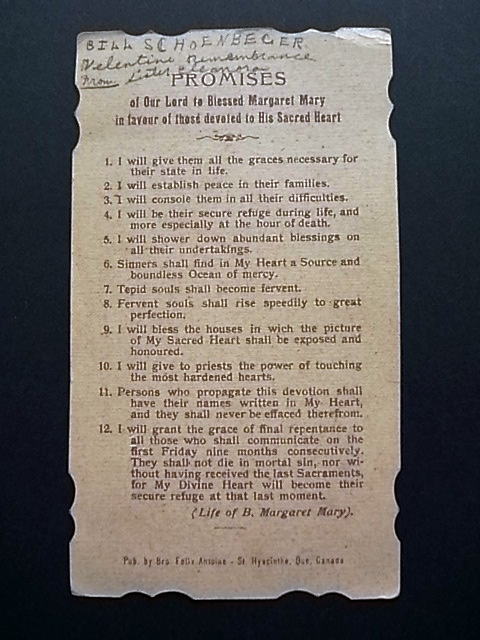 BILL SCHOENBEGER.
Valentine Remembrance
From Sister Eleanora
PROMISES
of Our Lord to Blessed Margaret Mary
in favour of those devoted to His Sacred Heart
1. I will give them all the graces necessary for
their state in life.
2. I will establish peace in their families.
3. I will console them in all their difficulties.
4. I will be their secure refuge during life, and
more especially at the hour of death.
5. I will shower down abundant blessings on
all their undertakings.
6. Sinners shall find in My Heart a Source and
boundless Ocean of mercy.
7. Tepid souls shall become fervent.
8. Fervent souls shall rise speedily to great
perfection.
9. I will bless the houses in wich the picture
of My Sacred Heart shall be exposed and
honoured.
10. I will give to priests the power of touching
the most hardened hearts.
11. Persons who propagate this devotion shall
have their names written in My Heart,
and they shall never be effaced therefrom.
12. I will grant the grace of final repentance to
all those who shall communicate on the
first Friday nine months consecutively.
They shall not die in mortal sin, nor wi-
thout having received the last Sacraments,
for My Divine Heart will become their
secure refuge at that last moment.
(Life of B. Margaret Mary).
Pub. by Bro. Felix Antoine - St. Hyacinthe, Que, Canada